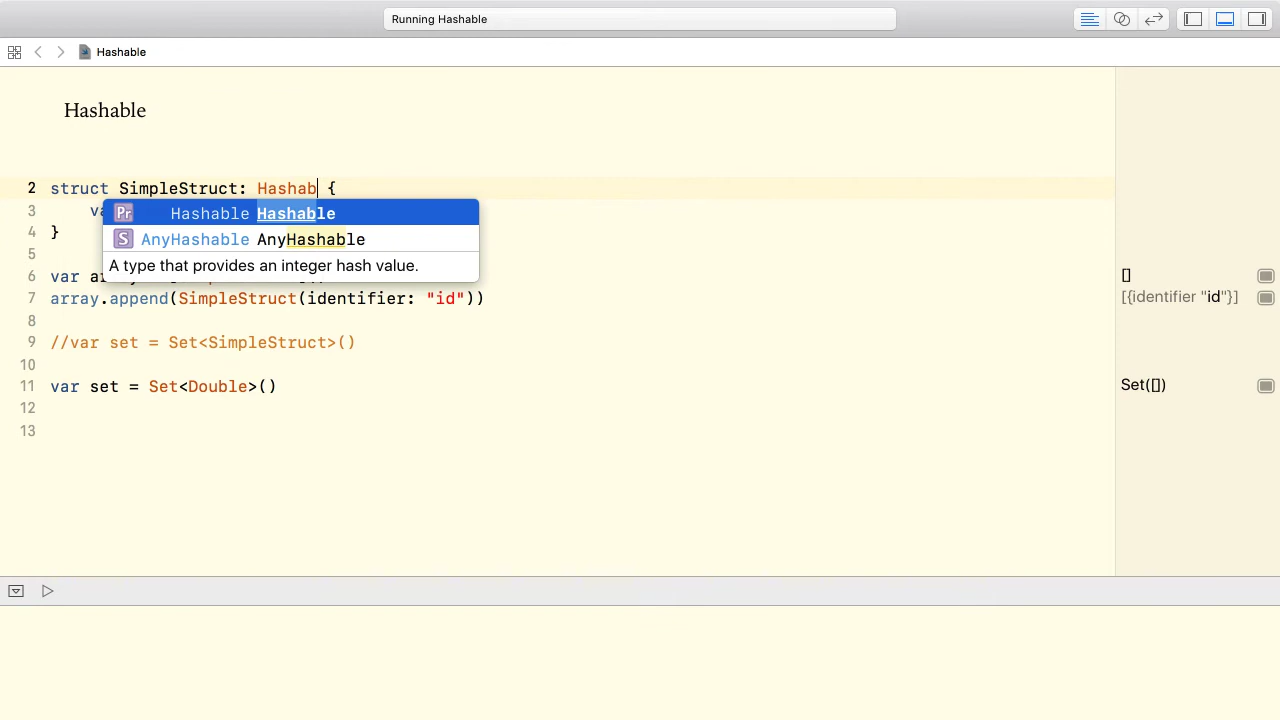 Running Hashable
Hashable
Hashable
2 struct SimpleStruct: Hashab {
3 va
Pr Hashable Hashable
S AnyHashable AnyHashable
A type that provides an integer hash value.
4 }
5
6 var ar
[]
7 array.append(SimpleStruct(identifier: "id"))
[{identifier "id"}]
8
9 //var set = Set<SimpleStruct>()
10
11 var set = Set<Double>()
Set([])
12
13